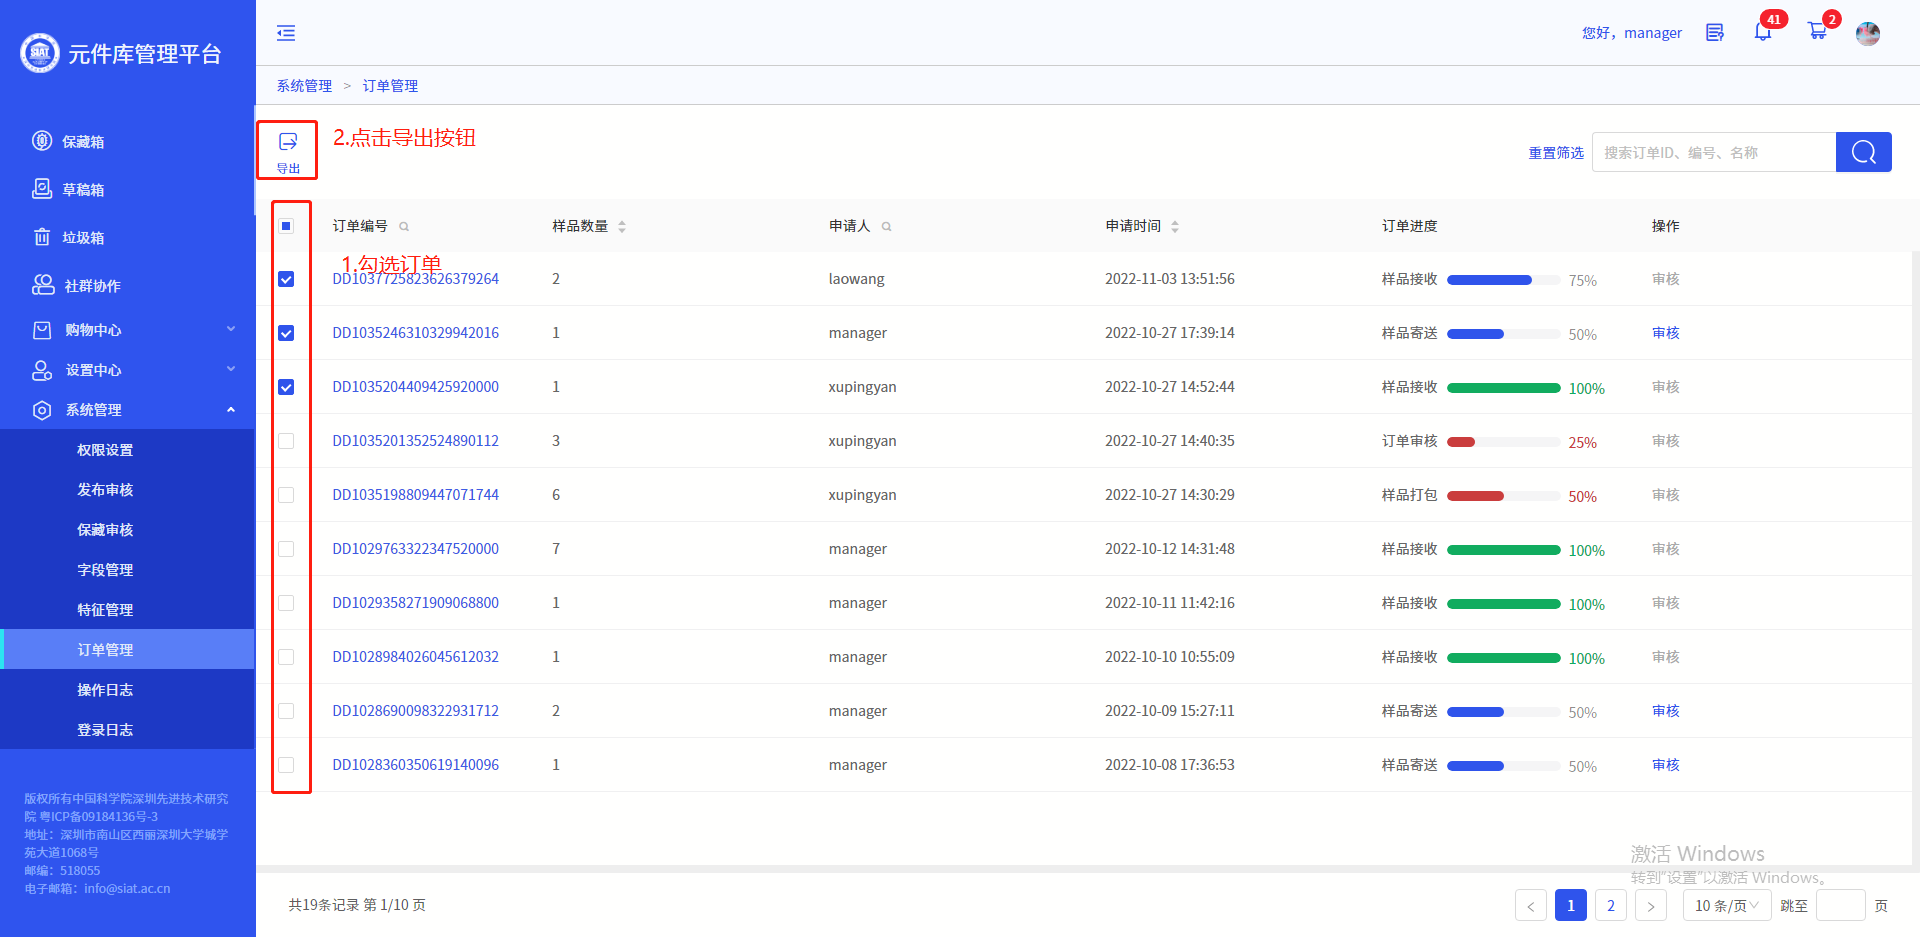 SIAT 元件库管理平台
您好，manager
41
2
系统管理 > 订单管理
保藏箱
草稿箱
垃圾箱
社群协作
购物中心
设置中心
系统管理
权限设置
发布审核
保藏审核
字段管理
特征管理
订单管理
操作日志
登录日志
版权所有中国科学院深圳先进技术研究
院 粤ICP备09184136号-3
地址：深圳市南山区西丽深圳大学城学
苑大道1068号
邮编：518055
电子邮箱：info@siat.ac.cn
导出
2.点击导出按钮
重置筛选 搜索订单ID、编号、名称
订单编号 样品数量 申请人 申请时间 订单进度 操作
1.勾选订单
DD1037725823626379264 2 laowang 2022-11-03 13:51:56 样品接收 75% 审核
DD1035246310329942016 1 manager 2022-10-27 17:39:14 样品寄送 50% 审核
DD1035204409425920000 1 xupingyan 2022-10-27 14:52:44 样品接收 100% 审核
DD1035201352524890112 3 xupingyan 2022-10-27 14:40:35 订单审核 25% 审核
DD1035198809447071744 6 xupingyan 2022-10-27 14:30:29 样品打包 50% 审核
DD1029763322347520000 7 manager 2022-10-12 14:31:48 样品接收 100% 审核
DD1029358271909068800 1 manager 2022-10-11 11:42:16 样品接收 100% 审核
DD1028984026045612032 1 manager 2022-10-10 10:55:09 样品接收 100% 审核
DD1028690098322931712 2 manager 2022-10-09 15:27:11 样品寄送 50% 审核
DD1028360350619140096 1 manager 2022-10-08 17:36:53 样品寄送 50% 审核
激活 Windows
转到"设置"以激活 Windows。
共19条记录 第 1/10 页
< 1 2 > 10 条/页 跳至 页